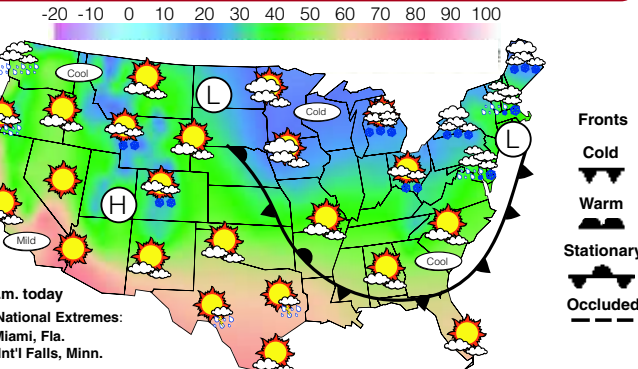 -20 -10 0 10 20 30 40 50 60 70 80 90 100
Cool
L
Cold
L
Fronts
Cold
H
Warm
Mild
Stationary
Cool
.m. today
Occluded
National Extremes:
Miami, Fla.
Int'l Falls, Minn.